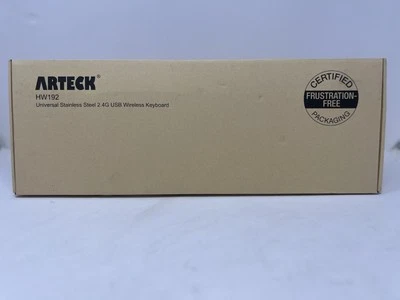 ARTECK
HW192
Universal Stainless Steel 2.4G USB Wireless Keyboard
CERTIFIED
FRUSTRATION-
FREE
PACKAGING